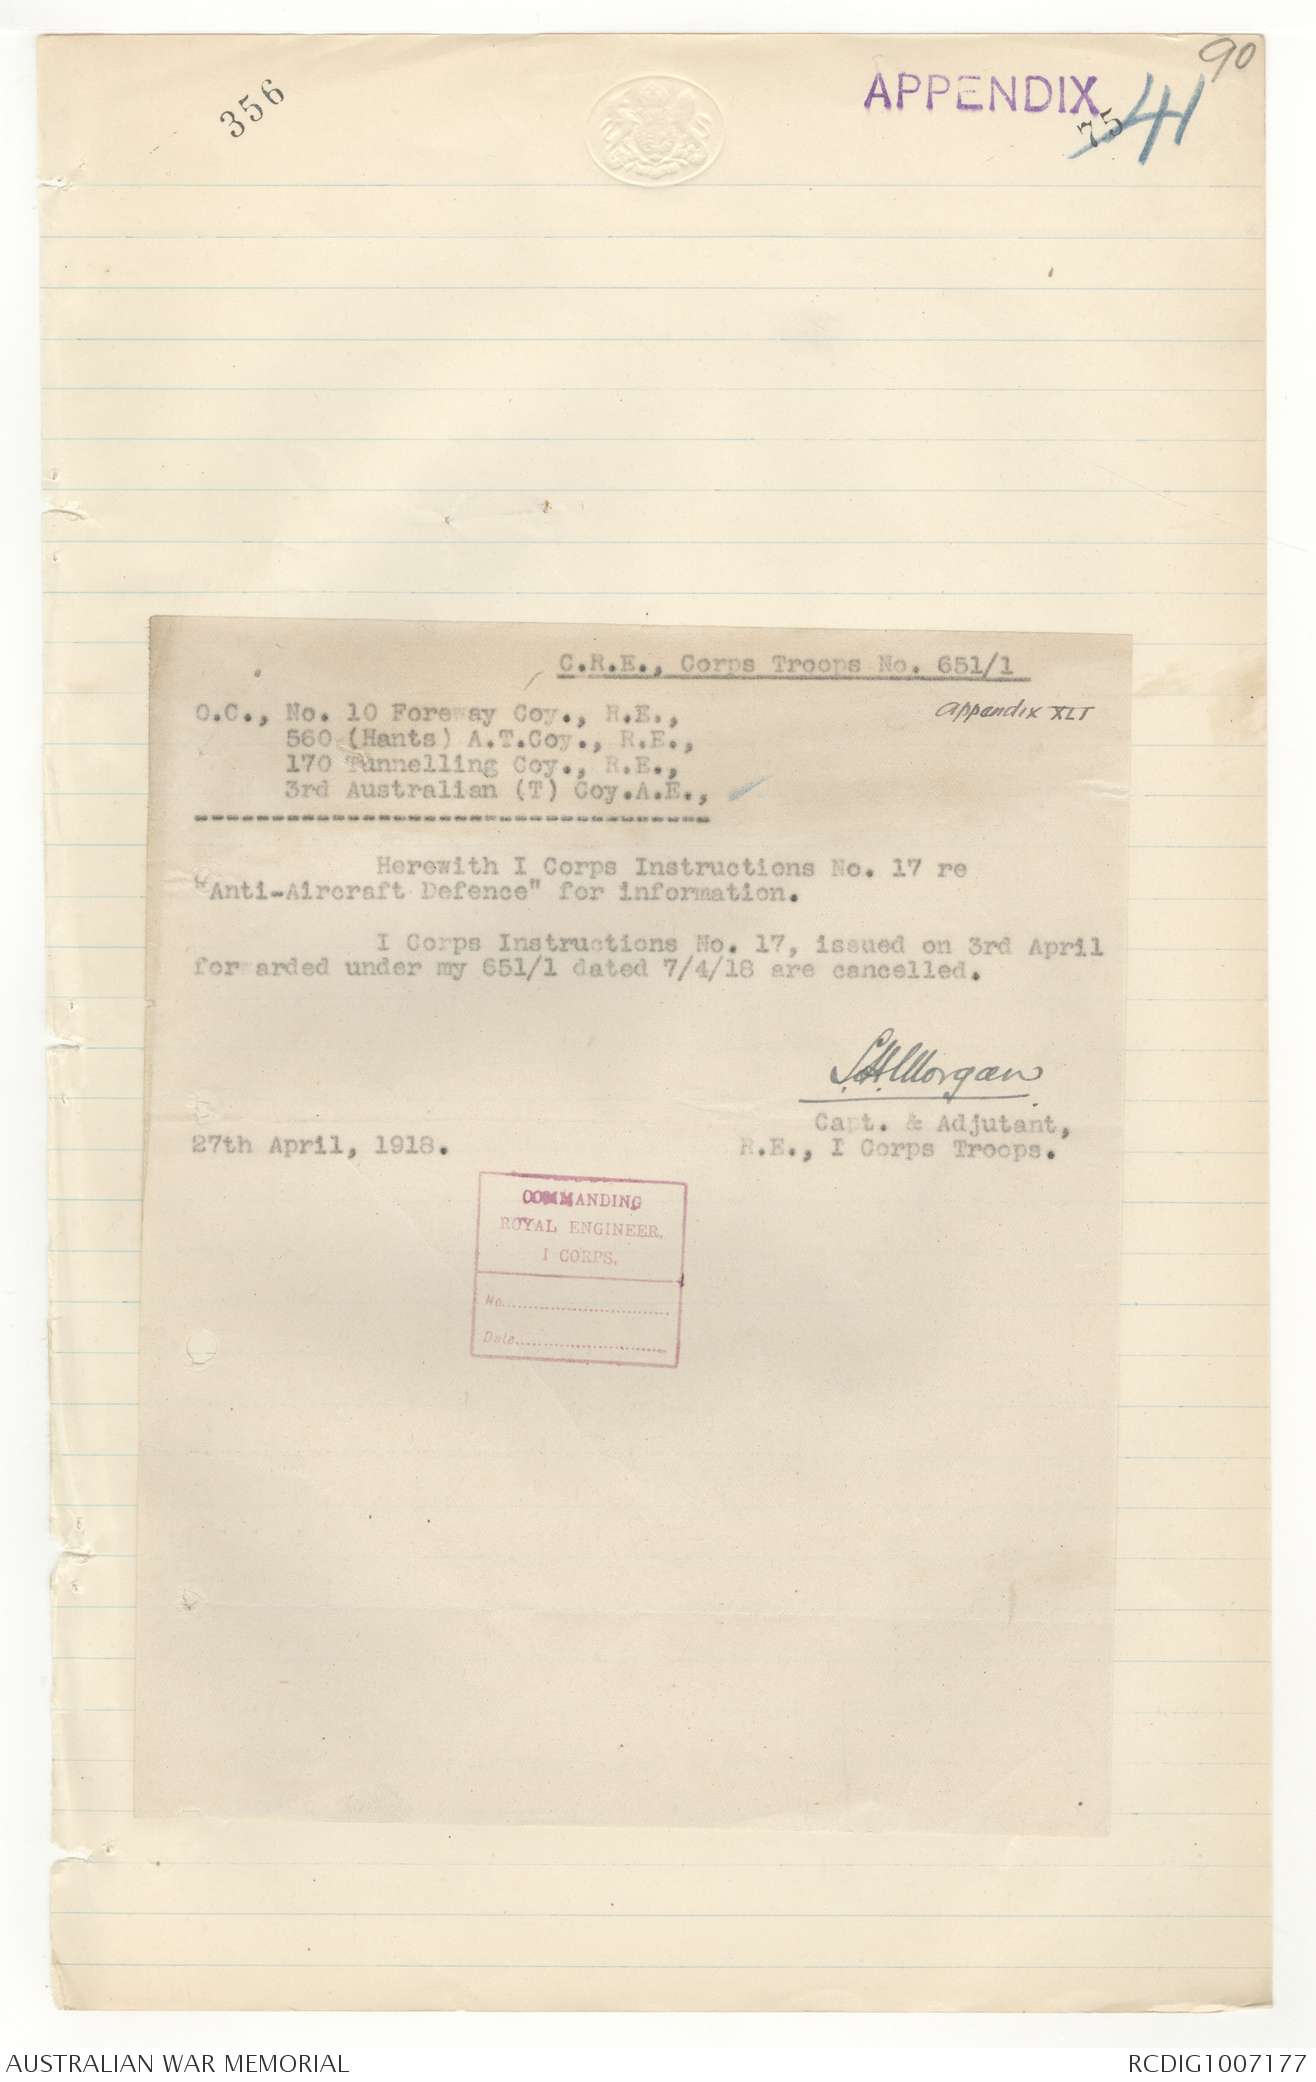 90
356
APPENDIX
75
41
C.R.E., Corps Troops No. 651/1
Appendix XLI
O.C., No. 10 Foreway Coy., R.E.,
560 (Hants) A.T.Coy., R.E.,
170 Tunnelling Coy., R.E.,
3rd Australian (T) Coy.A.E.,
Herewith I Corps Instructions No. 17 re
"Anti-Aircraft Defence" for information.
I Corps Instructions No. 17, issued on 3rd April
forwarded under my 651/1 dated 7/4/18 are cancelled.
S.H.Morgan
Capt. & Adjutant,
27th April, 1918.
R.E., I Corps Troops.
COMMANDING
ROYAL ENGINEER.
I CORPS.
No.
Date
AUSTRALIAN WAR MEMORIAL
RCDIG1007177